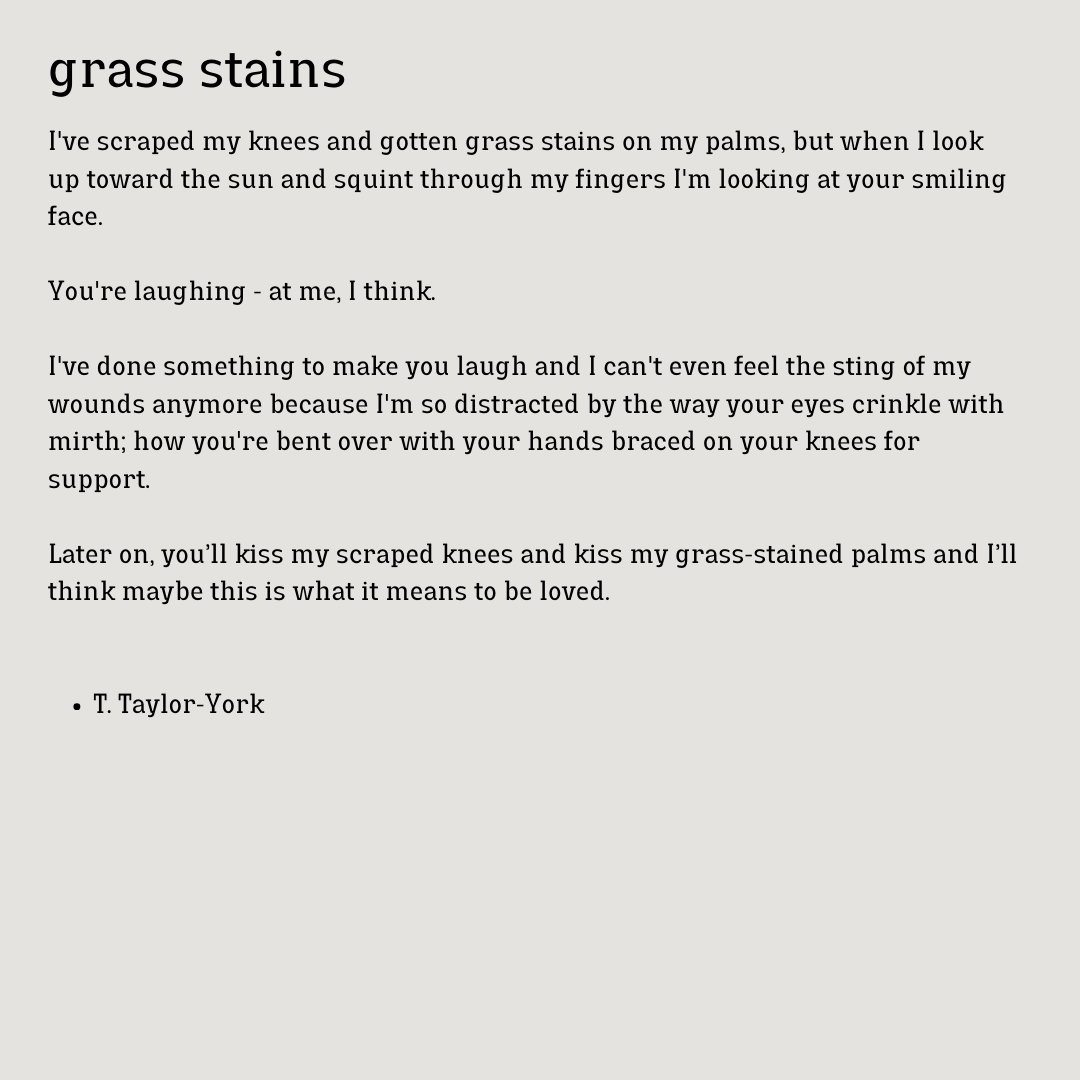 grass stains
I've scraped my knees and gotten grass stains on my palms, but when I look
up toward the sun and squint through my fingers I'm looking at your smiling
face.
You're laughing - at me, I think.
I've done something to make you laugh and I can't even feel the sting of my
wounds anymore because I'm so distracted by the way your eyes crinkle with
mirth; how you're bent over with your hands braced on your knees for
support.
Later on, you’ll kiss my scraped knees and kiss my grass-stained palms and I’ll
think maybe this is what it means to be loved.
• T. Taylor-York